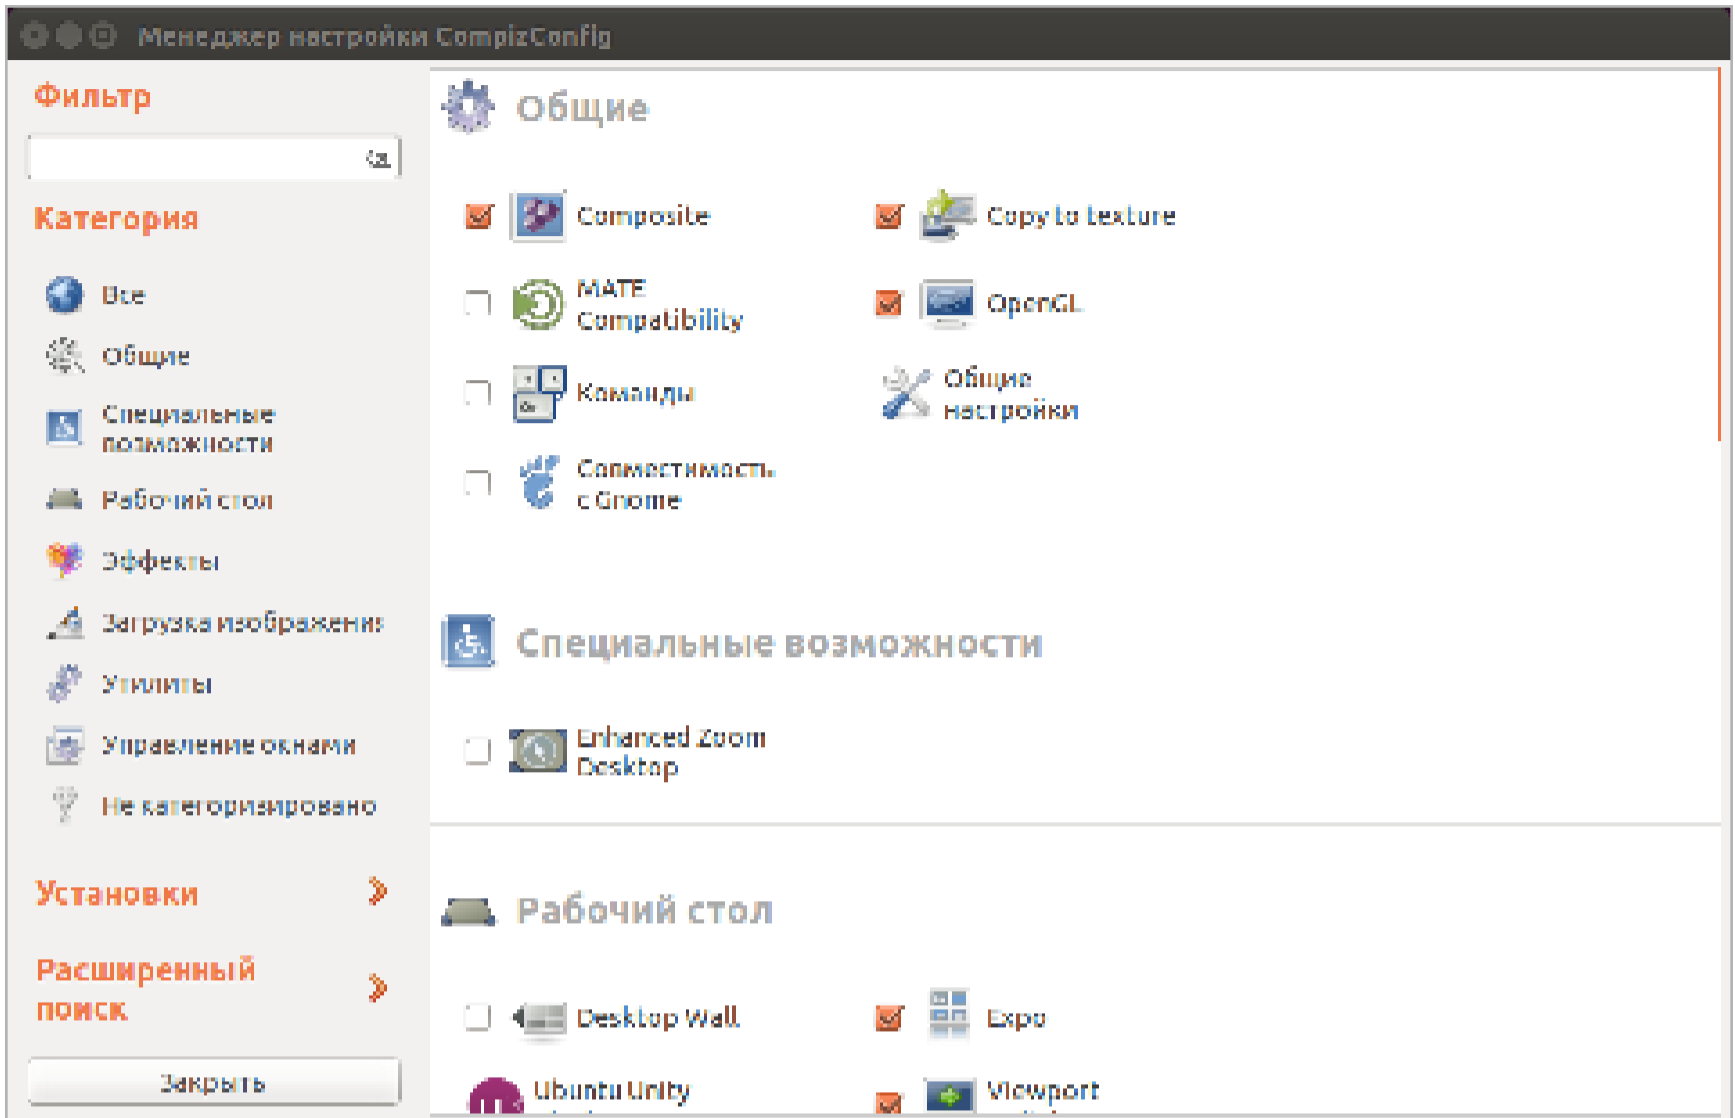 Менеджер настройки CompizConfig
Фильтр
Категория
Все
Общие
Специальные
возможности
Рабочий стол
Эффекты
Загрузка изображения
Утилиты
Управление окнами
Не категоризировано
Установки
Расширенный
поиск
Закрыть
Общие
Composite
Copy to texture
MATE
Compatibility
OpenGL
Команды
Общие
настройки
Совместимость
с Gnome
Специальные возможности
Enhanced Zoom
Desktop
Рабочий стол
Desktop Wall
Expo
Ubuntu Unity
Viewport